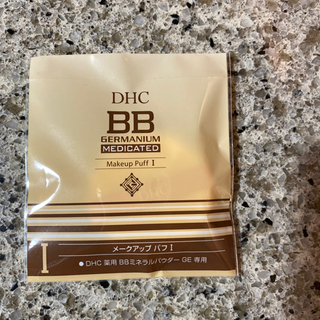 DHC
BB
GERMANIUM
MEDICATED
Makeup Puff I
I
メークアップ パフ I
● DHC 薬用 BBミネラルパウダー GE 専用